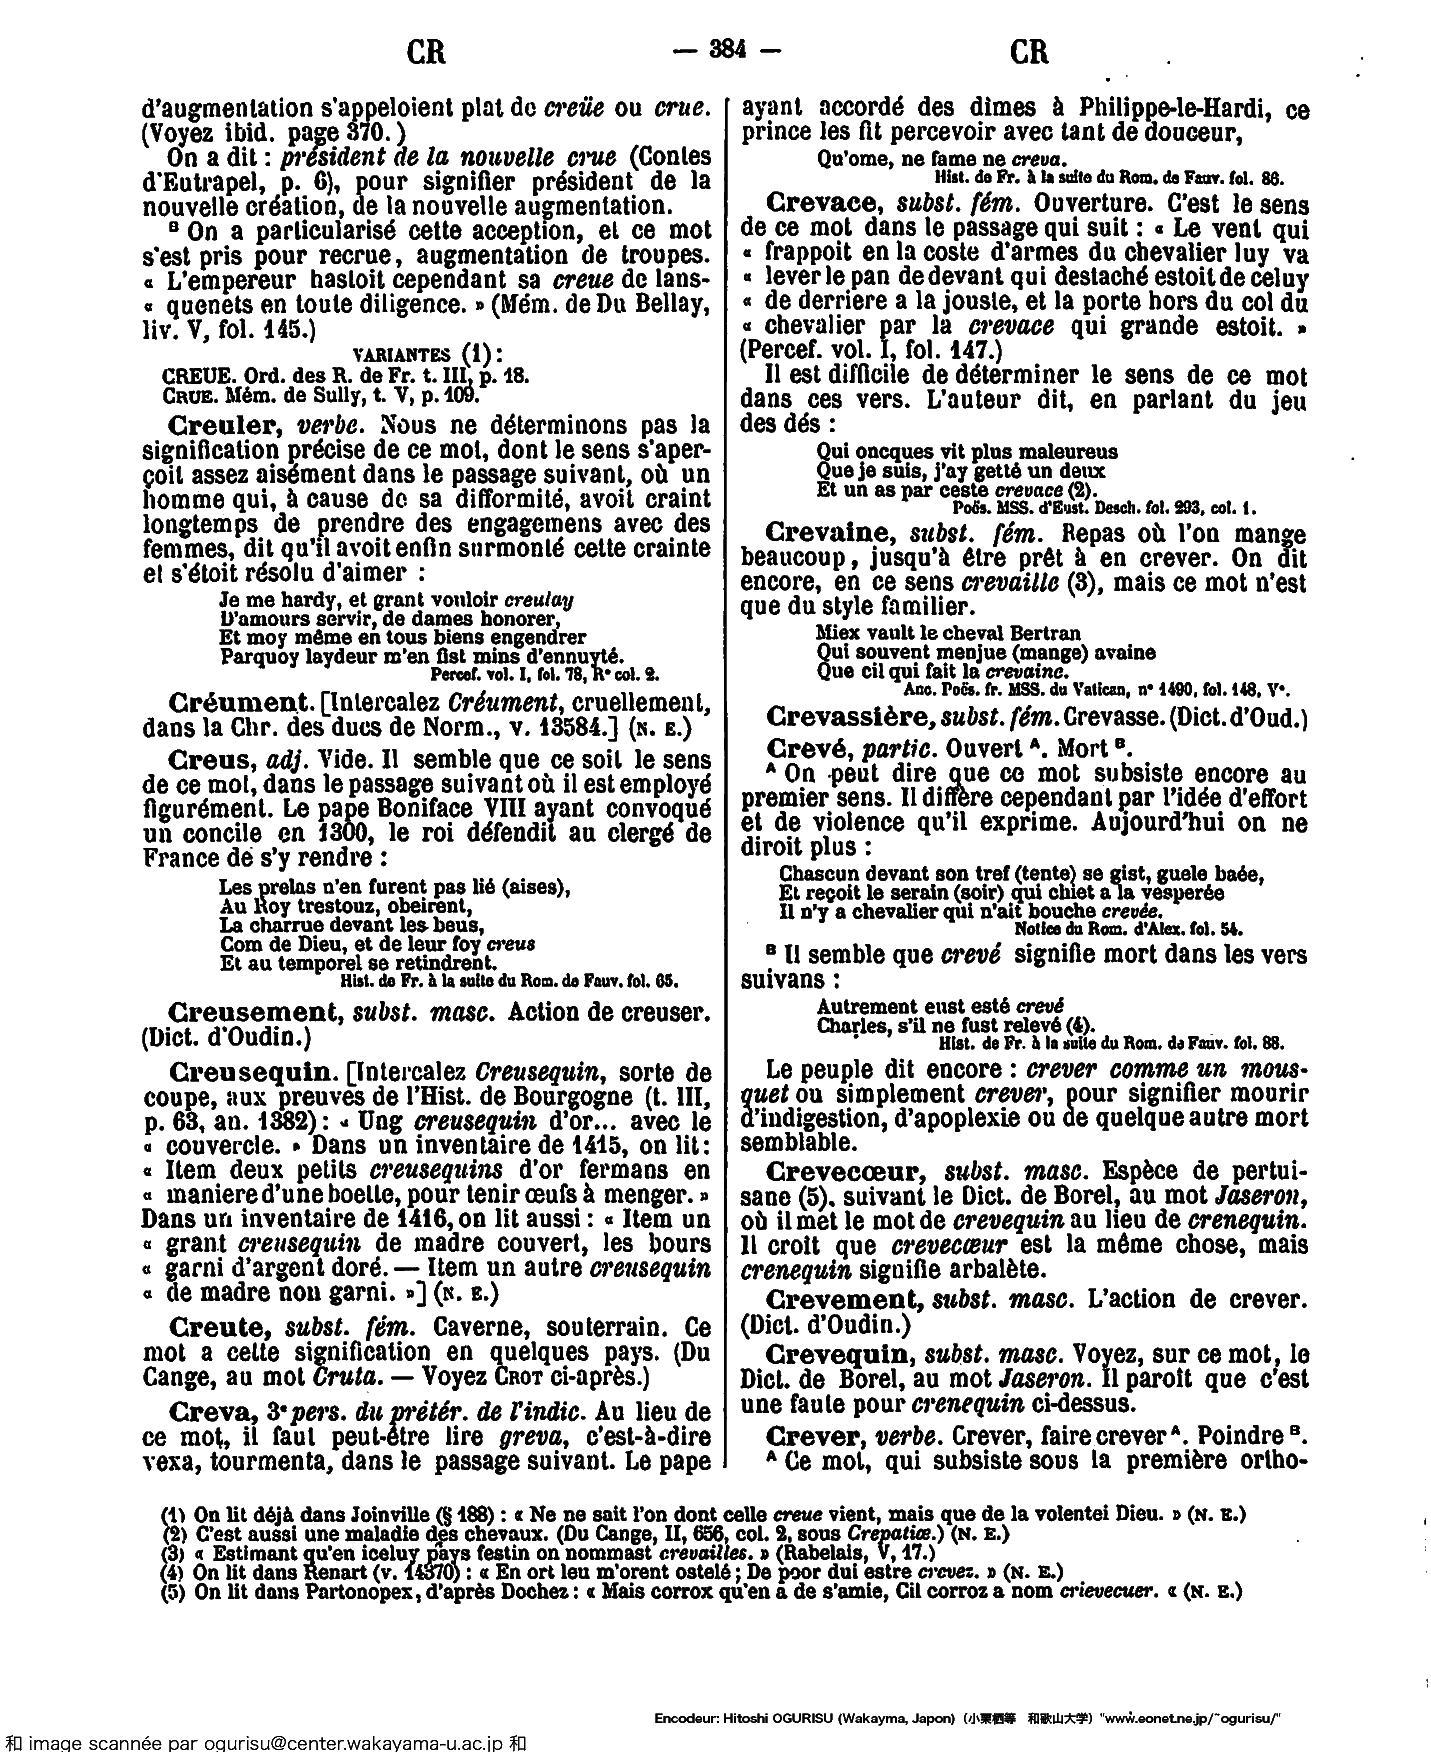 CR
— 384 —
CR
d'augmentation s'appeloient plat de creüe ou crue.
(Voyez ibid. page 370.)
On a dit : président de la nouvelle crue (Contes
d'Eutrapel, p. 6), pour signifier président de la
nouvelle création, de la nouvelle augmentation.
B On a particularisé cette acception, et ce mot
s'est pris pour recrue, augmentation de troupes.
« L'empereur hastoit cependant sa creue de lans-
« quenets en toute diligence. » (Mém. de Du Bellay,
liv. V, fol. 145.)
VARIANTES (1) :
CREUE. Ord. des R. de Fr. t. III, p. 18.
CRUE. Mém. de Sully, t. V, p. 109.
Creuler, verbe. Nous ne déterminons pas la
signification précise de ce mot, dont le sens s'aper-
çoit assez aisément dans le passage suivant, où un
homme qui, à cause de sa difformité, avoit craint
longtemps de prendre des engagemens avec des
femmes, dit qu'il avoit enfin surmonté cette crainte
et s'étoit résolu d'aimer :
Je me hardy, et grant vouloir creulay
D'amours servir, de dames honorer,
Et moy même en tous biens engendrer
Parquoy laydeur m'en fist mins d'ennuyté.
Percef. vol. I, fol. 78, R° col. 2.
Créument. [Intercalez Créument, cruellement,
dans la Chr. des ducs de Norm., v. 13584.] (N. E.)
Creus, adj. Vide. Il semble que ce soit le sens
de ce mot, dans le passage suivant où il est employé
figurément. Le pape Boniface VIII ayant convoqué
un concile en 1300, le roi défendit au clergé de
France de s'y rendre :
Les prelas n'en furent pas lié (aises),
Au Roy trestouz, obeirent,
La charrue devant les beus,
Com de Dieu, et de leur foy creus
Et au temporel se retindrent.
Hist. de Fr. à la suite du Rom. de Fauv. fol. 65.
Creusement, subst. masc. Action de creuser.
(Dict. d'Oudin.)
Creusequin. [Intercalez Creusequin, sorte de
coupe, aux preuves de l'Hist. de Bourgogne (t. III,
p. 63, an. 1382) : « Ung creusequin d'or... avec le
« couvercle. » Dans un inventaire de 1415, on lit :
« Item deux petits creusequins d'or fermans en
« maniere d'une boette, pour tenir œufs à menger. »
Dans un inventaire de 1416, on lit aussi : « Item un
« grant creusequin de madre couvert, les bours
« garni d'argent doré. — Item un autre creusequin
« de madre non garni. »] (N. E.)
Creute, subst. fém. Caverne, souterrain. Ce
mot a cette signification en quelques pays. (Du
Cange, au mot Cruta. — Voyez CROT ci-après.)
Creva, 3e pers. du prétér. de l'indic. Au lieu de
ce mot, il faut peut-être lire greva, c'est-à-dire
vexa, tourmenta, dans le passage suivant. Le pape
ayant accordé des dîmes à Philippe-le-Hardi, ce
prince les fit percevoir avec tant de douceur,
Qu'ome, ne fame ne creva.
Hist. de Fr. à la suite du Rom. de Fauv. fol. 86.
Crevace, subst. fém. Ouverture. C'est le sens
de ce mot dans le passage qui suit : « Le vent qui
« frappoit en la coste d'armes du chevalier luy va
« lever le pan de devant qui destaché estoit de celuy
« de derriere a la jouste, et la porte hors du col du
« chevalier par la crevace qui grande estoit. »
(Percef. vol. I, fol. 147.)
Il est difficile de déterminer le sens de ce mot
dans ces vers. L'auteur dit, en parlant du jeu
des dés :
Qui oncques vit plus maleureus
Que je suis, j'ay getté un deux
Et un as par ceste crevace (2).
Poës. MSS. d'Eust. Desch. fol. 293, col. 1.
Crevaine, subst. fém. Repas où l'on mange
beaucoup, jusqu'à être prêt à en crever. On dit
encore, en ce sens crevaille (3), mais ce mot n'est
que du style familier.
Miex vault le cheval Bertran
Qui souvent menjue (mange) avaine
Que cil qui fait la crevaine.
Anc. Poës. fr. MSS. du Vatican, n° 1490, fol. 148, V°.
Crevassière, subst. fém. Crevasse. (Dict. d'Oud.)
Crevé, partic. Ouvert A. Mort B.
A On peut dire que ce mot subsiste encore au
premier sens. Il diffère cependant par l'idée d'effort
et de violence qu'il exprime. Aujourd'hui on ne
diroit plus :
Chascun devant son tref (tente) se gist, guele baée,
Et reçoit le serain (soir) qui chiet a la vesperée
Il n'y a chevalier qui n'ait bouche crevée.
Notice du Rom. d'Alex. fol. 54.
B Il semble que crevé signifie mort dans les vers
suivans :
Autrement eust esté crevé
Charles, s'il ne fust relevé (4).
Hist. de Fr. à la suite du Rom. de Fauv. fol. 88.
Le peuple dit encore : crever comme un mous-
quet ou simplement crever, pour signifier mourir
d'indigestion, d'apoplexie ou de quelque autre mort
semblable.
Crevecœur, subst. masc. Espèce de pertui-
sane (5), suivant le Dict. de Borel, au mot Jaseron,
où il met le mot de crevequin au lieu de crenequin.
Il croit que crevecœur est la même chose, mais
crenequin signifie arbalète.
Crevement, subst. masc. L'action de crever.
(Dict. d'Oudin.)
Crevequin, subst. masc. Voyez, sur ce mot, le
Dict. de Borel, au mot Jaseron. Il paroît que c'est
une faute pour crenequin ci-dessus.
Crever, verbe. Crever, faire crever A. Poindre B.
A Ce mot, qui subsiste sous la première ortho-
(1) On lit déjà dans Joinville (§ 188) : « Ne ne sait l'on dont celle creue vient, mais que de la volentei Dieu. » (N. E.)
(2) C'est aussi une maladie des chevaux. (Du Cange, II, 656, col. 2, sous Crepatiæ.) (N. E.)
(3) « Estimant qu'en iceluy pays festin on nommast crevailles. » (Rabelais, V, 17.)
(4) On lit dans Renart (v. 14370) : « En ort leu m'orent ostelé ; De poor dui estre crevez. » (N. E.)
(5) On lit dans Partonopex, d'après Dochez : « Mais corrox qu'en a de s'amie, Cil corroz a nom crievecuer. « (N. E.)
Encodeur: Hitoshi OGURISU (Wakayma, Japon) (小栗栖等 和歌山大学) "www.eonet.ne.jp/~ogurisu/"
和 image scannée par ogurisu@center.wakayama-u.ac.jp 和